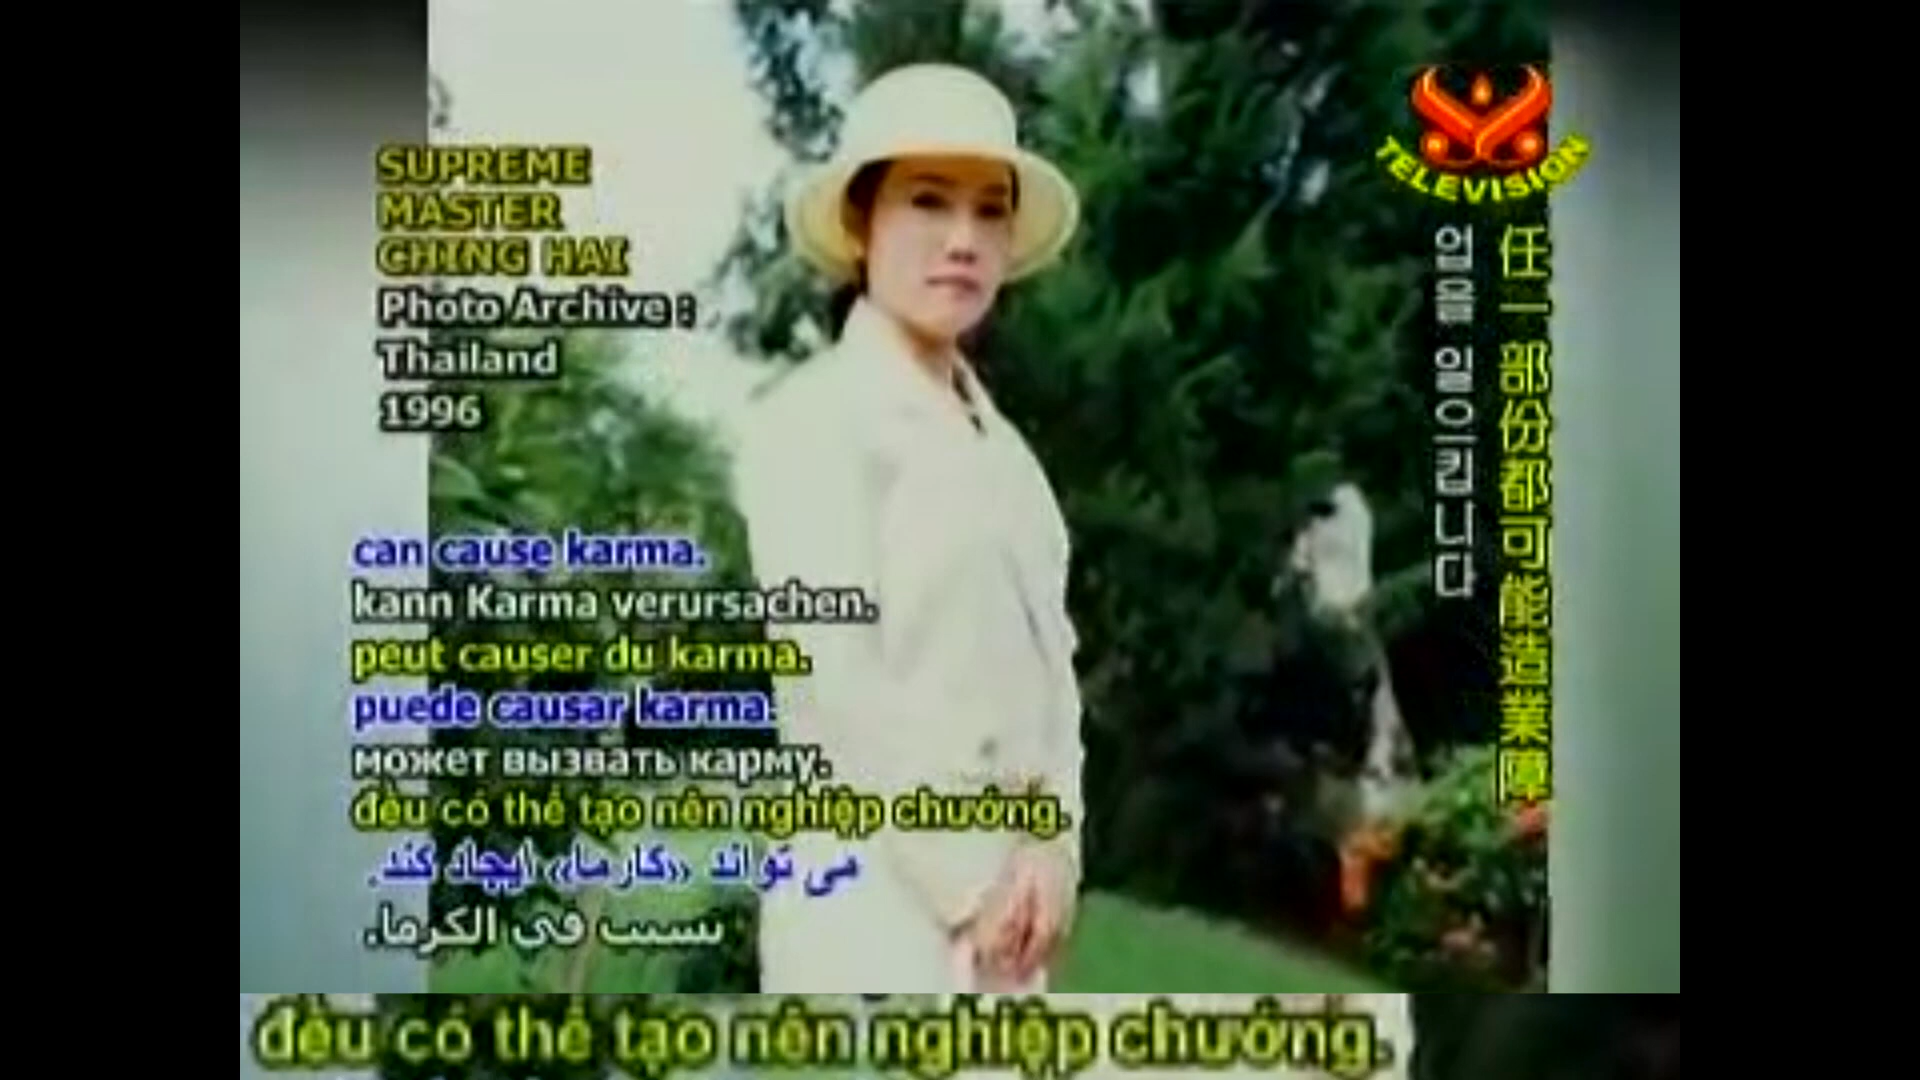 SUPREME
MASTER
CHING HAI
Photo Archive :
Thailand
1996
TELEVISION
任一部份都可能造業障
업을 일으킵니다
can cause karma.
kann Karma verursachen.
peut causer du karma.
puede causar karma.
может вызвать карму.
đều có thể tạo nên nghiệp chướng.
می تواند «کارما» ایجاد کند.
تسبب في الكرما.
đều có thể tạo nên nghiệp chướng.